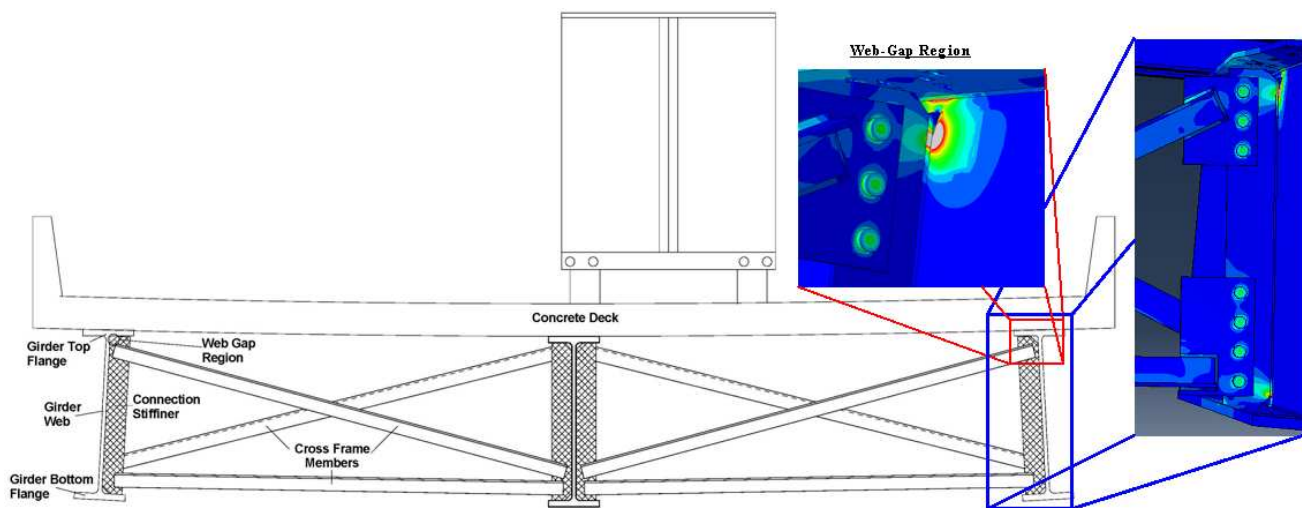 Web-Gap Region
Concrete Deck
Girder Top
Flange
Web Gap
Region
Girder
Web
Connection
Stiffiner
Cross Frame
Members
Girder Bottom
Flange